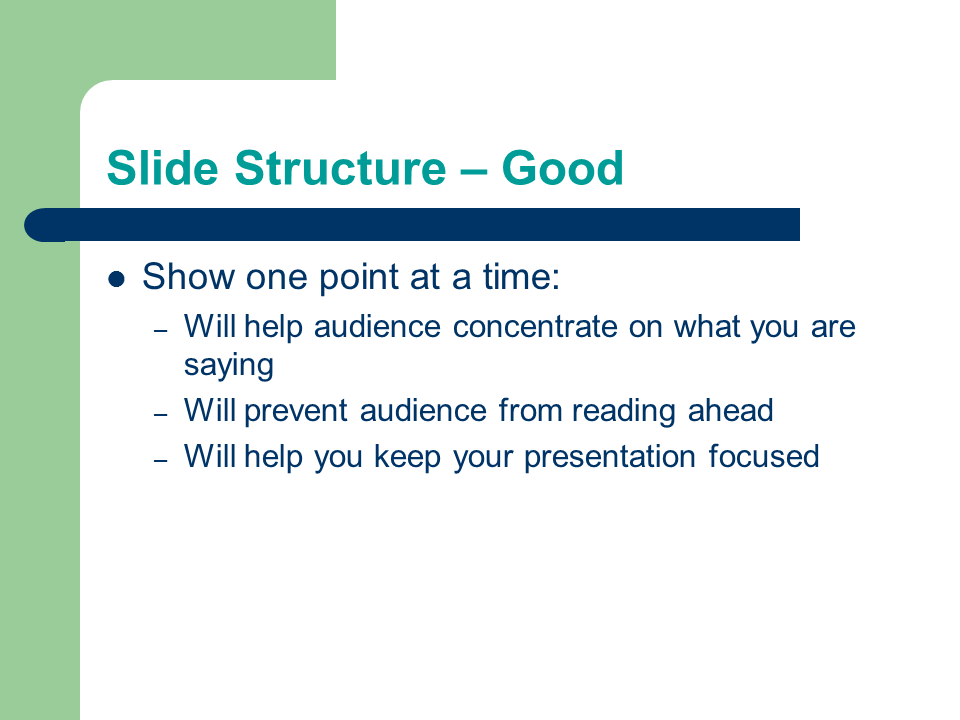 Slide Structure – Good
● Show one point at a time:
– Will help audience concentrate on what you are
saying
– Will prevent audience from reading ahead
– Will help you keep your presentation focused